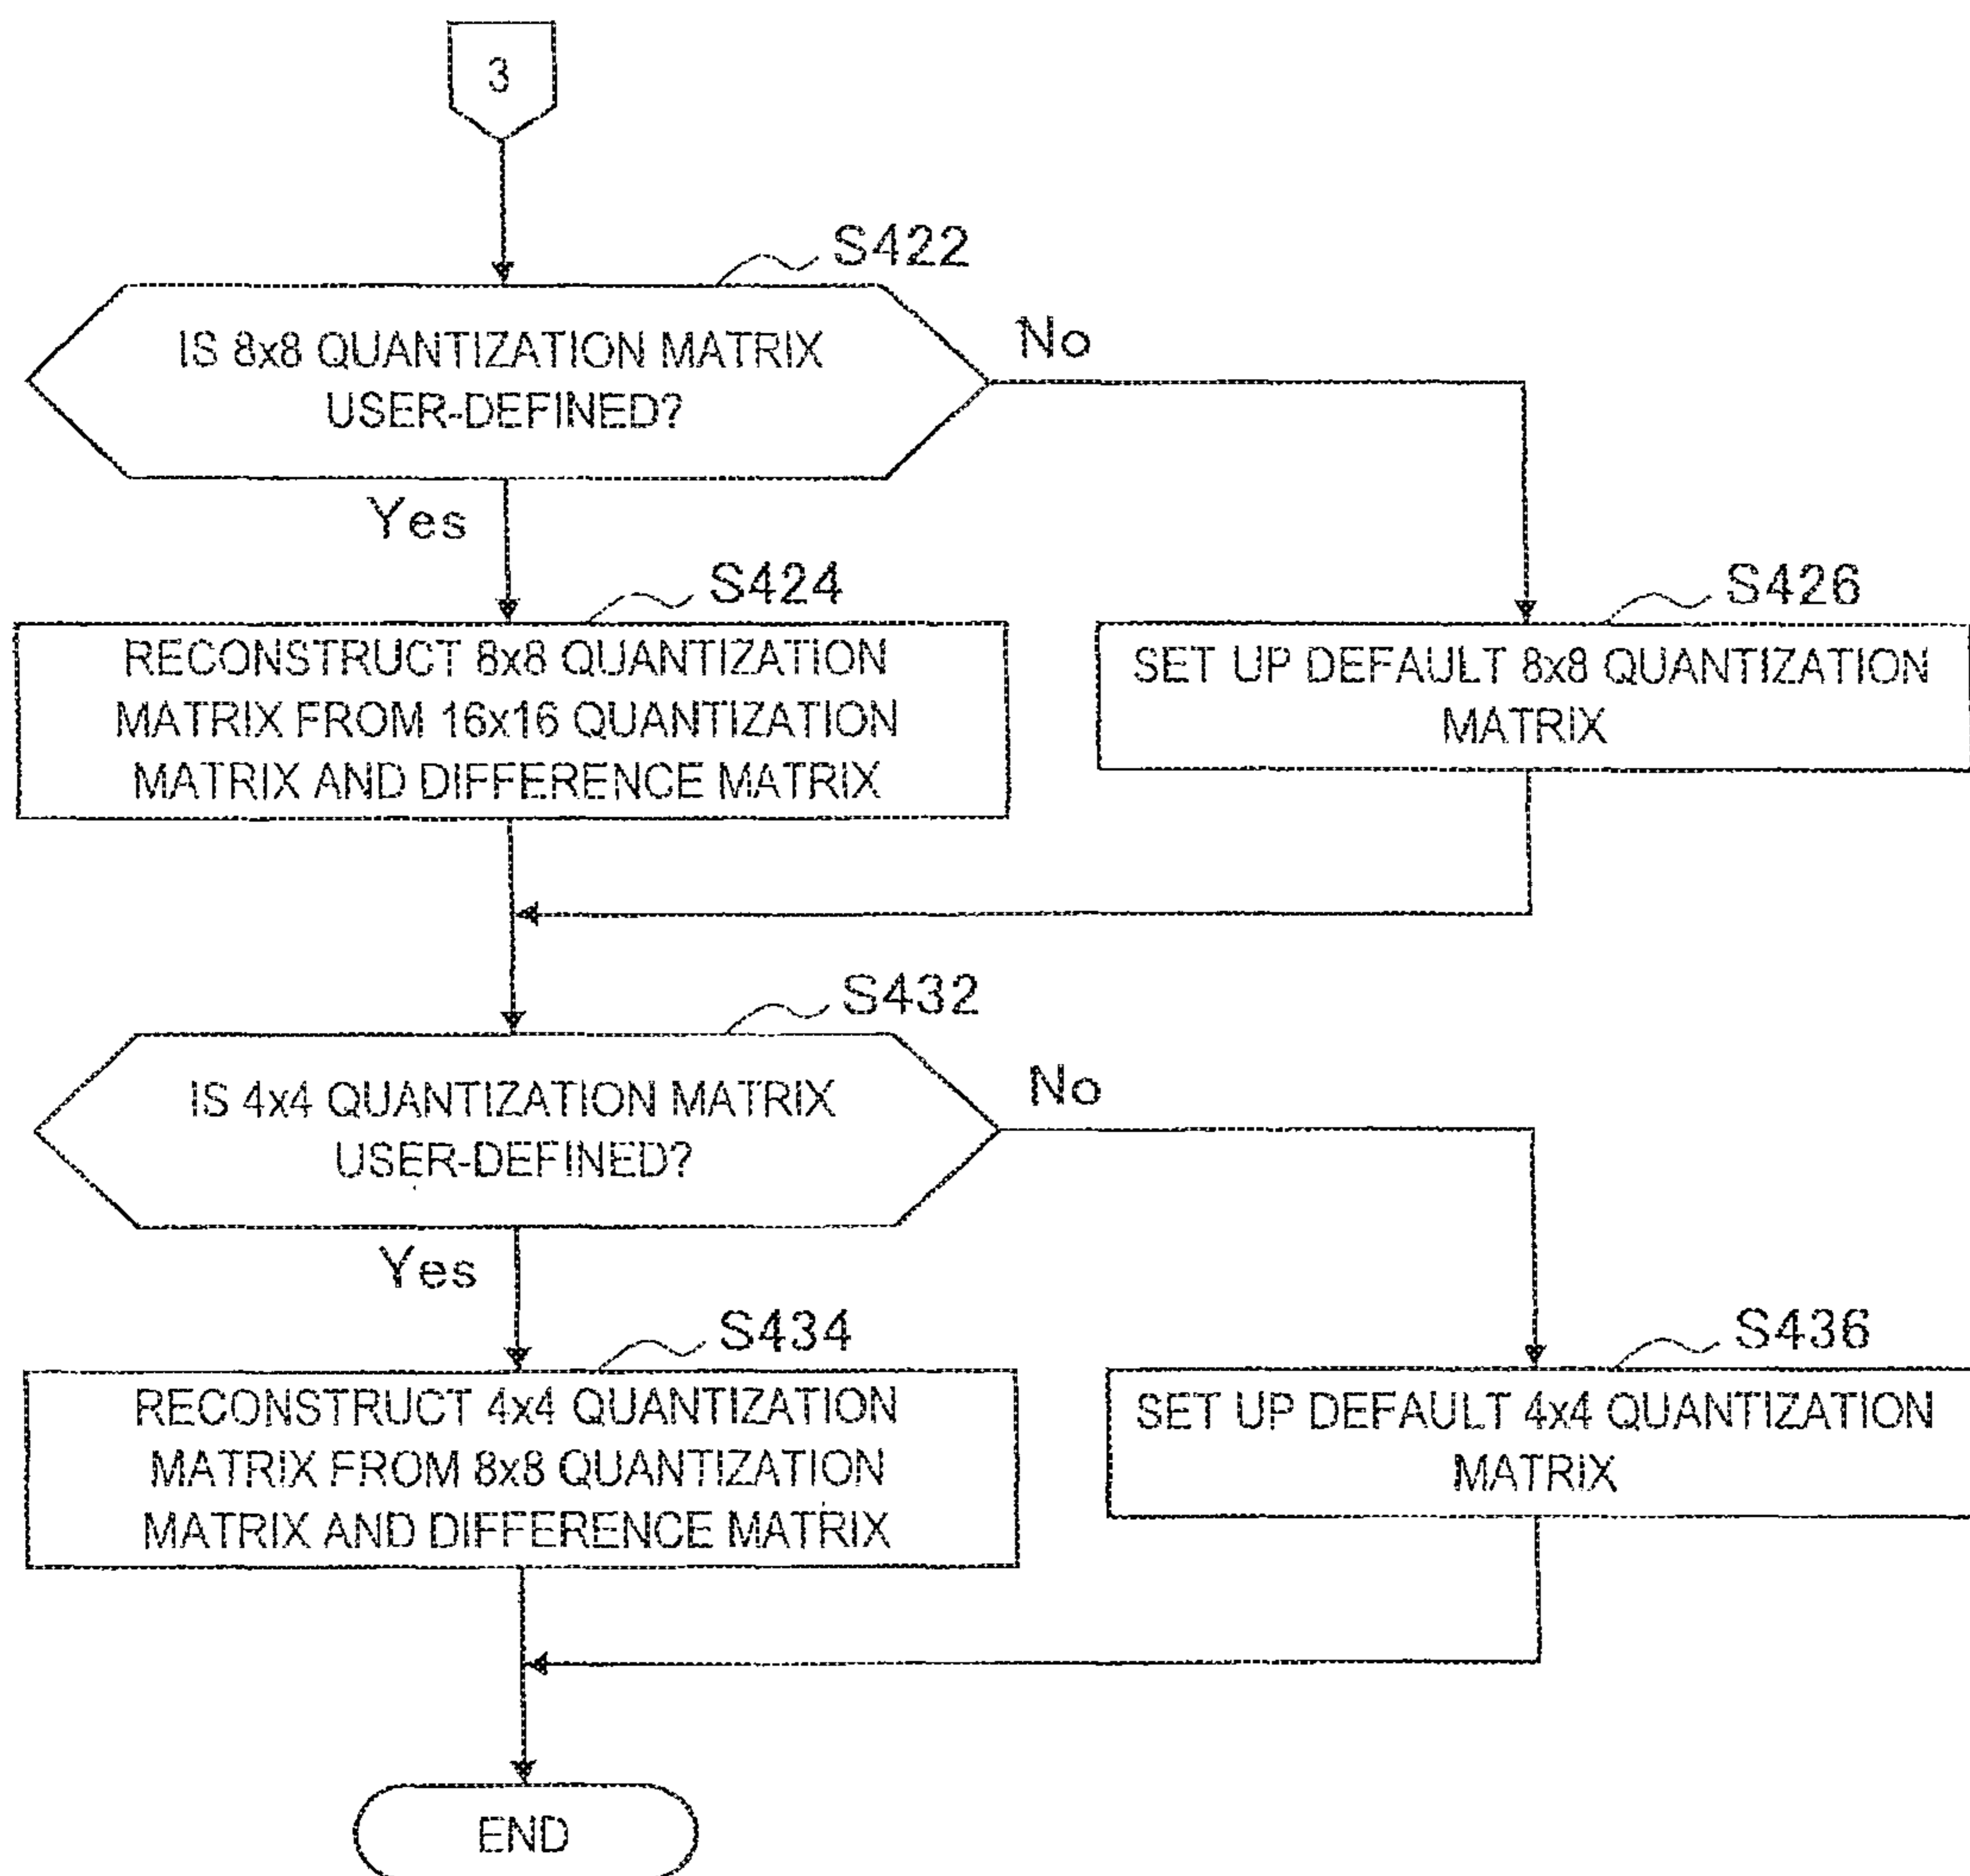 3
S422
IS 8x8 QUANTIZATION MATRIX
USER-DEFINED?
No
Yes
S424
RECONSTRUCT 8x8 QUANTIZATION
MATRIX FROM 16x16 QUANTIZATION
MATRIX AND DIFFERENCE MATRIX
S426
SET UP DEFAULT 8x8 QUANTIZATION
MATRIX
S432
IS 4x4 QUANTIZATION MATRIX
USER-DEFINED?
No
Yes
S434
RECONSTRUCT 4x4 QUANTIZATION
MATRIX FROM 8x8 QUANTIZATION
MATRIX AND DIFFERENCE MATRIX
S436
SET UP DEFAULT 4x4 QUANTIZATION
MATRIX
END